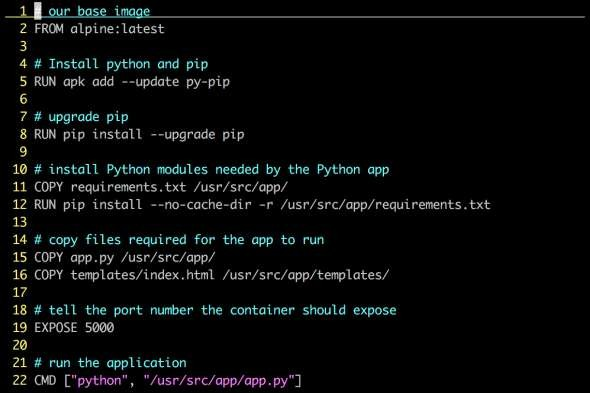 1 # our base image
2 FROM alpine:latest
3
4 # Install python and pip
5 RUN apk add --update py-pip
6
7 # upgrade pip
8 RUN pip install --upgrade pip
9
10 # install Python modules needed by the Python app
11 COPY requirements.txt /usr/src/app/
12 RUN pip install --no-cache-dir -r /usr/src/app/requirements.txt
13
14 # copy files required for the app to run
15 COPY app.py /usr/src/app/
16 COPY templates/index.html /usr/src/app/templates/
17
18 # tell the port number the container should expose
19 EXPOSE 5000
20
21 # run the application
22 CMD ["python", "/usr/src/app/app.py"]